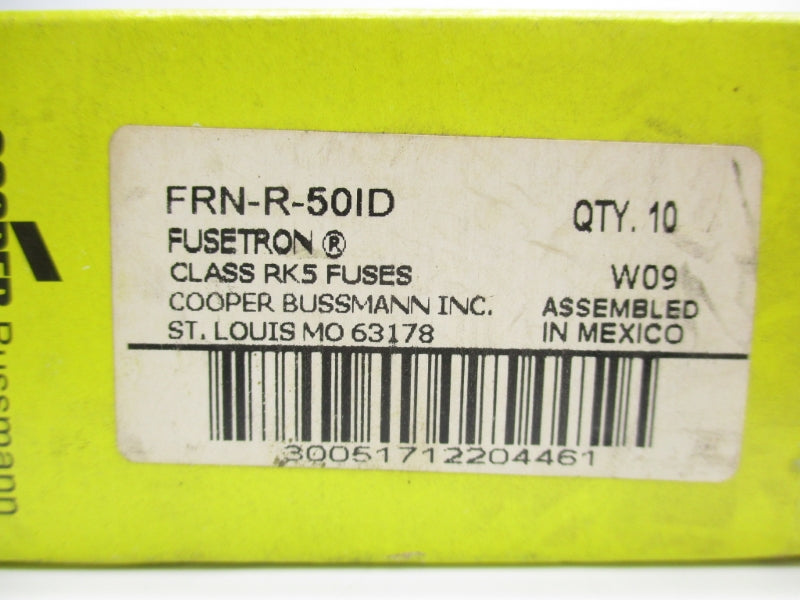 FRN-R-50ID
QTY. 10
FUSETRON ®
CLASS RK5 FUSES
W09
COOPER BUSSMANN INC.
ASSEMBLED
ST. LOUIS MO 63178
IN MEXICO
30051712204461
COOPER Bussmann